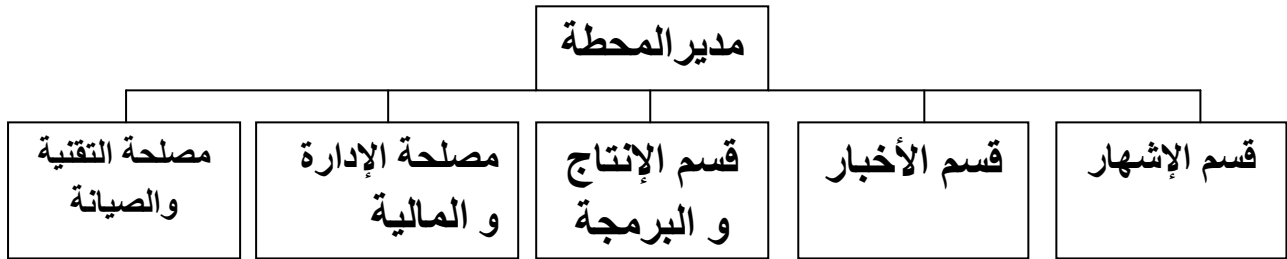 مدير المحطة
قسم الإشهار
قسم الأخبار
قسم الإنتاج
و البرمجة
مصلحة الإدارة
و المالية
مصلحة التقنية
والصيانة